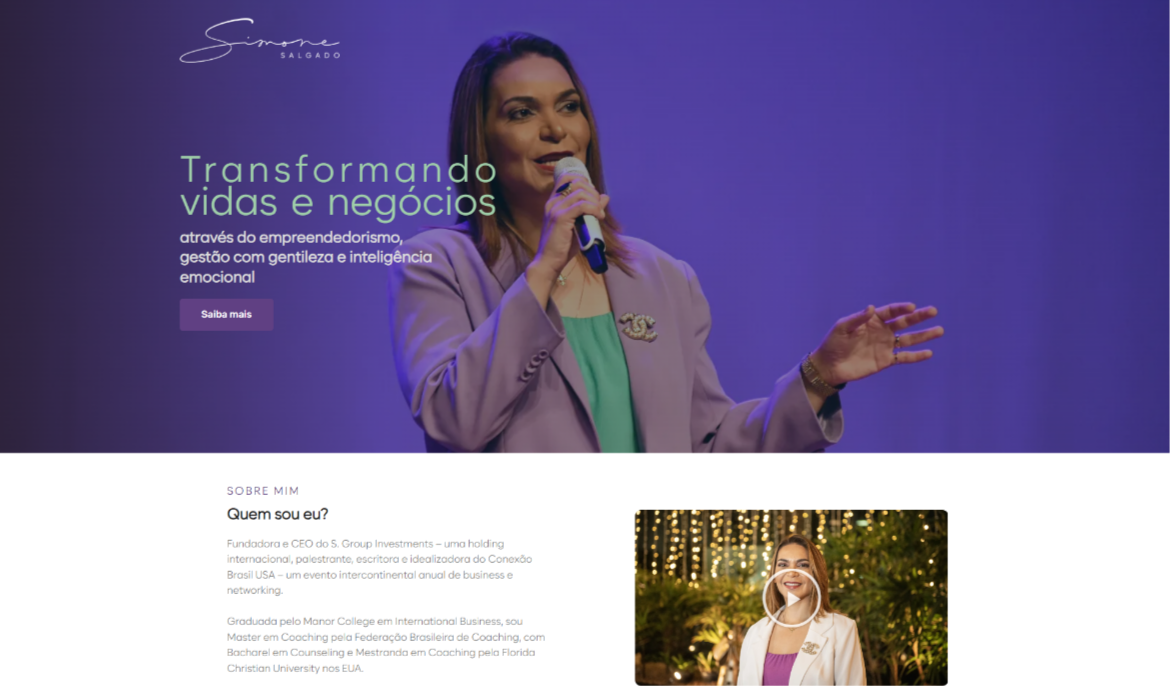 Simone
SALGADO
Transformando
vidas e negócios
através do empreendedorismo,
gestão com gentileza e inteligência
emocional
Saiba mais
SOBRE MIM
Quem sou eu?
Fundadora e CEO do S. Group Investments – uma holding
internacional, palestrante, escritora e idealizadora do Conexão
Brasil USA – um evento intercontinental anual de business e
networking.
Graduada pelo Manor College em International Business, sou
Master em Coaching pela Federação Brasileira de Coaching, com
Bacharel em Counseling e Mestranda em Coaching pela Florida
Christian University nos EUA.